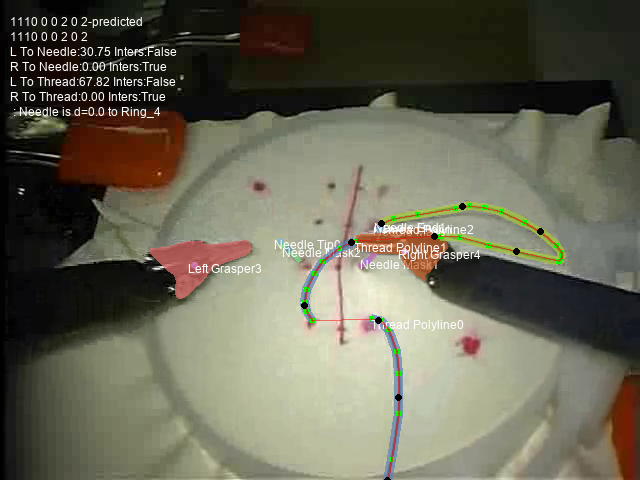 1110 0 0 2 0 2-predicted
1110 0 0 2 0 2
L To Needle:30.75 Inters:False
R To Needle:0.00 Inters:True
L To Thread:67.82 Inters:False
R To Thread:0.00 Inters:True
: Needle is d=0.0 to Ring_4
Thread Polyline2
Needle Tip0
Thread Polyline1
Needle Mask2
Right Grasper4
Needle Mask1
Left Grasper3
Thread Polyline0